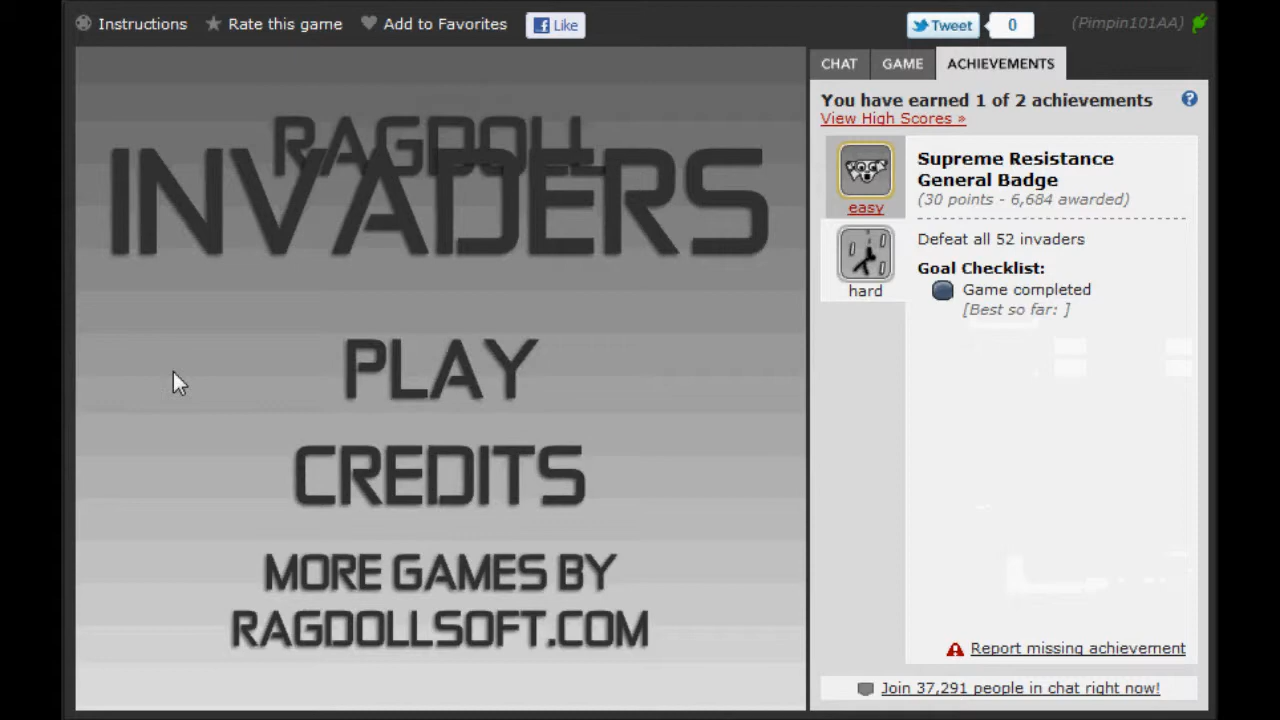 Instructions Rate this game Add to Favorites Like Tweet 0 (Pimpin101AA)
CHAT GAME ACHIEVEMENTS
RAGDOLL
INVADERS
PLAY
CREDITS
MORE GAMES BY
RAGDOLLSOFT.COM
You have earned 1 of 2 achievements
View High Scores »
easy
hard
Supreme Resistance
General Badge
(30 points - 6,684 awarded)
Defeat all 52 invaders
Goal Checklist:
Game completed
[Best so far: ]
Report missing achievement
Join 37,291 people in chat right now!